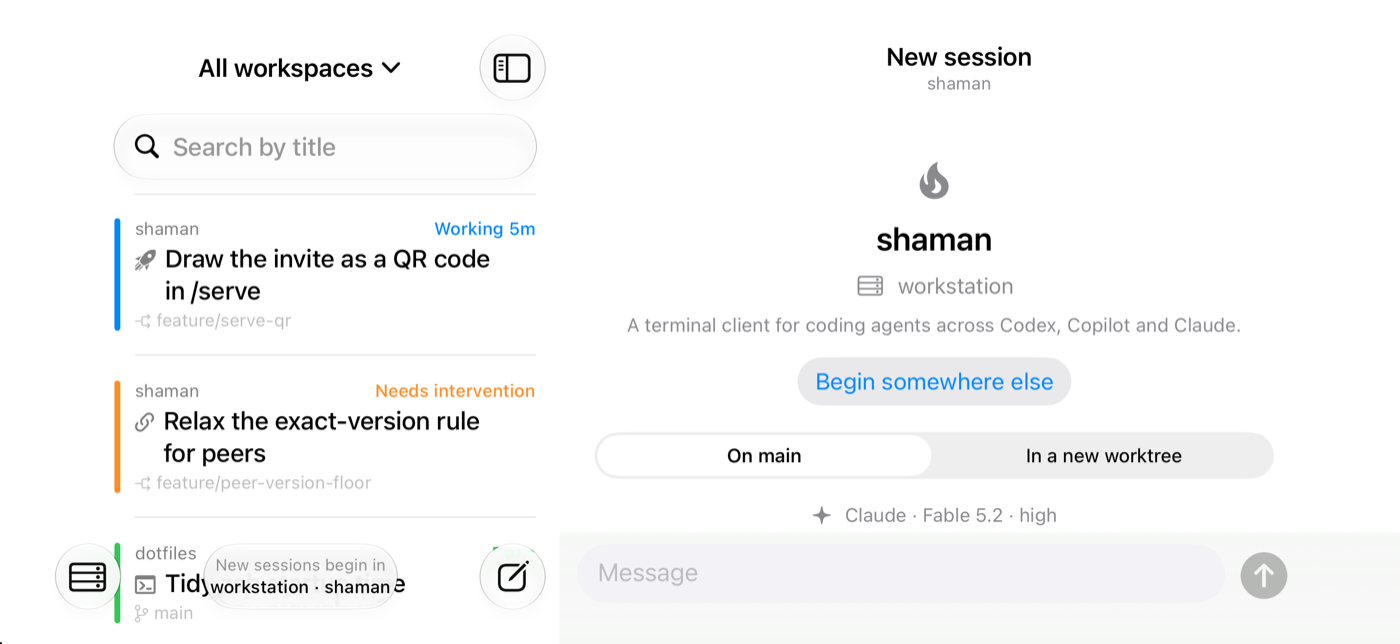 All workspaces
Search by title
shaman
Working 5m
Draw the invite as a QR code
in /serve
feature/serve-qr
shaman
Needs intervention
Relax the exact-version rule
for peers
feature/peer-version-floor
dotfiles
New sessions begin in
workstation · shaman
main
New session
shaman
shaman
workstation
A terminal client for coding agents across Codex, Copilot and Claude.
Begin somewhere else
On main
In a new worktree
Claude · Fable 5.2 · high
Message